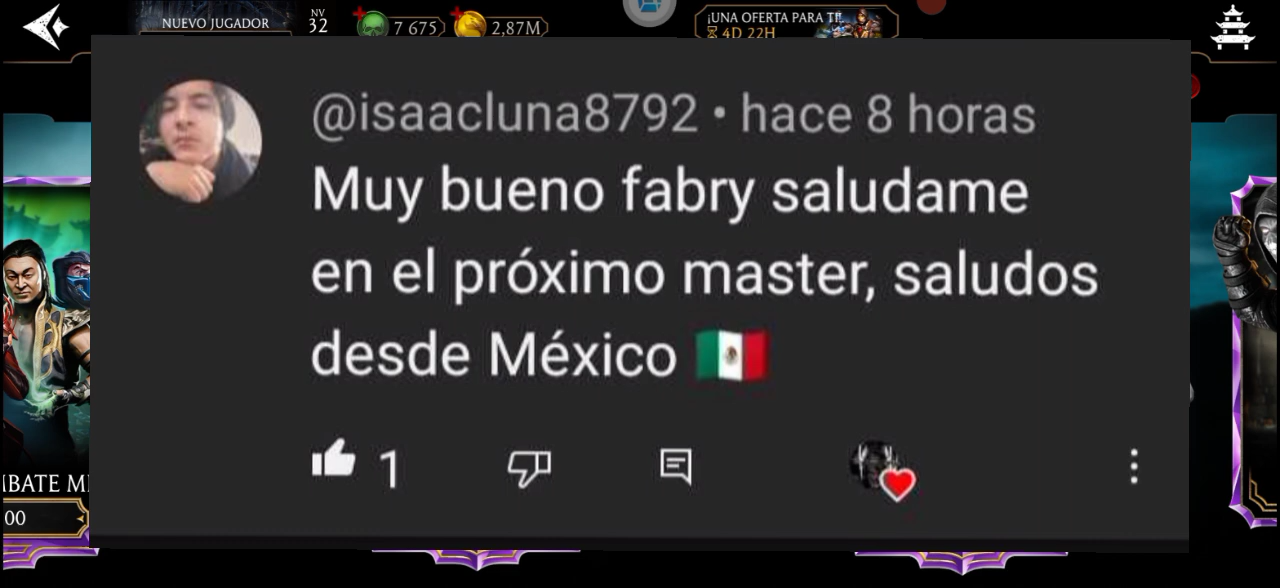 NUEVO JUGADOR
NV
32
7 675
2,87M
¡UNA OFERTA PARA TI!
4D 22H
@isaacluna8792 • hace 8 horas
Muy bueno fabry saludame
en el próximo master, saludos
desde México 🇲🇽
1
BATE M
00